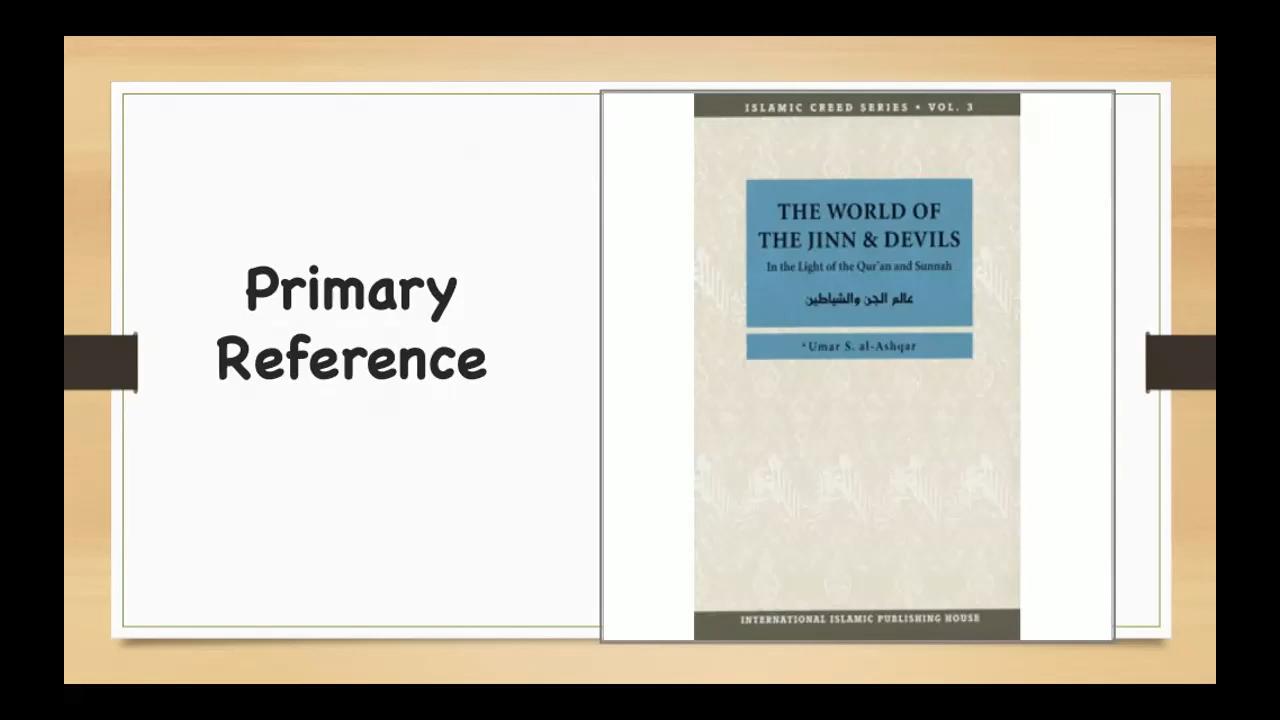 Primary
Reference
ISLAMIC CREED SERIES • VOL. 3
THE WORLD OF
THE JINN & DEVILS
In the Light of the Qur'an and Sunnah
عالم الجن والشياطين
ʿUmar S. al-Ashqar
INTERNATIONAL ISLAMIC PUBLISHING HOUSE